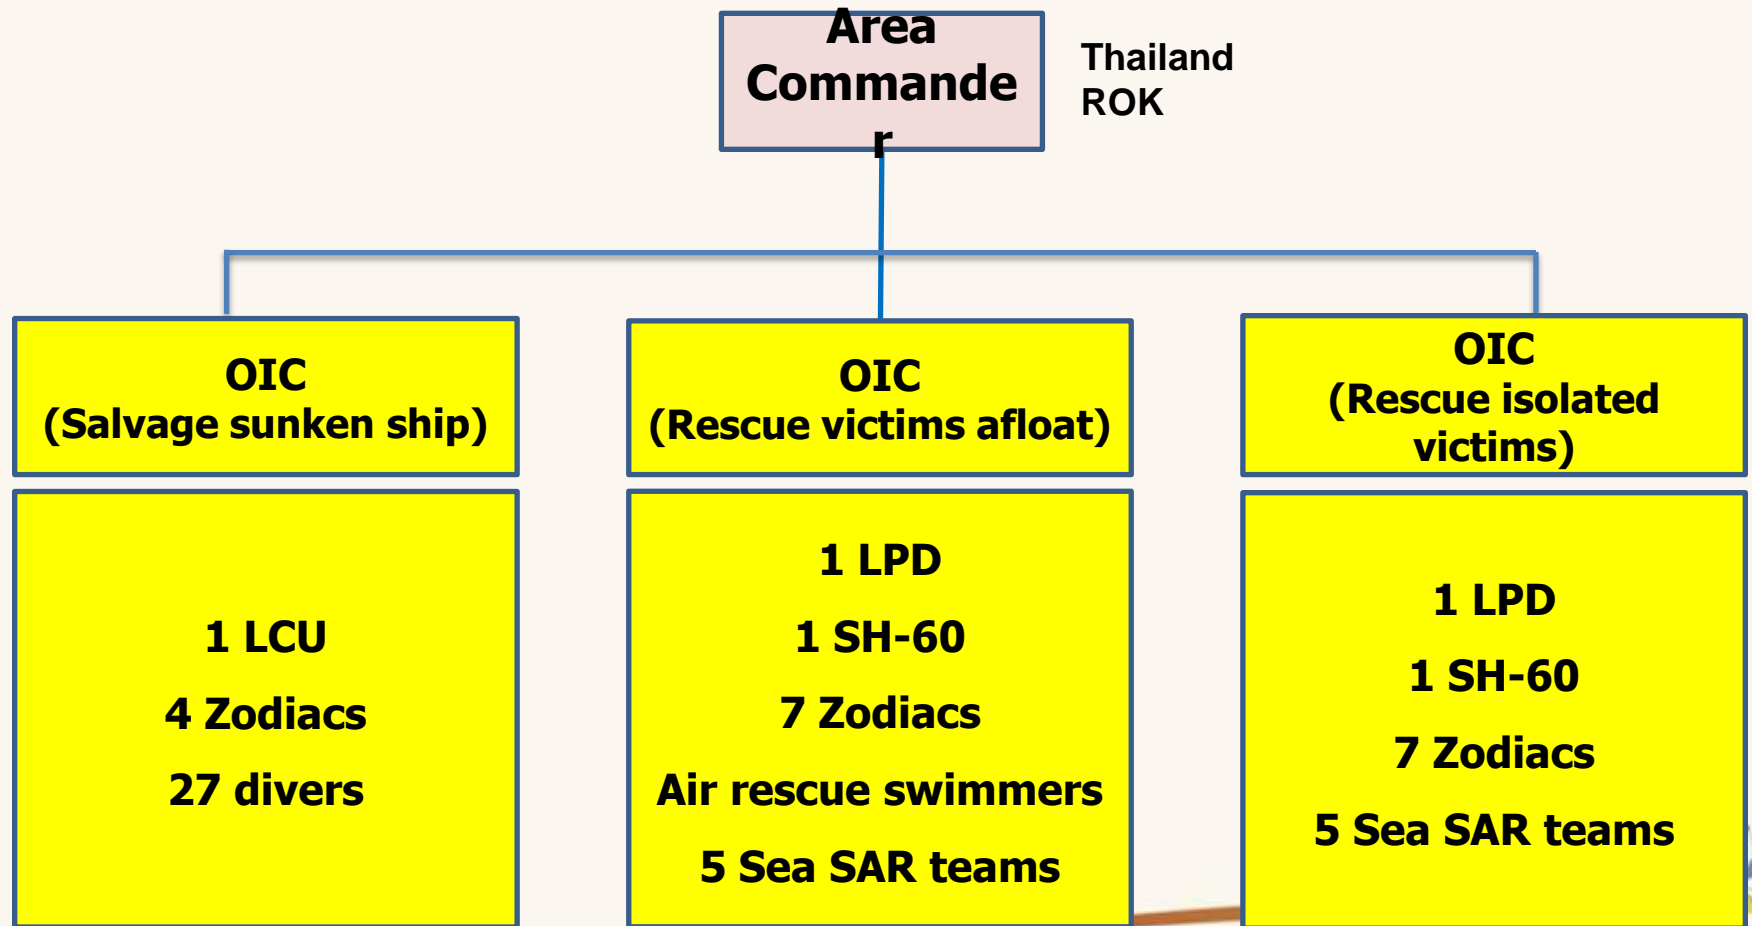 Area
Commande
r
Thailand
ROK
OIC
(Salvage sunken ship)
1 LCU
4 Zodiacs
27 divers
OIC
(Rescue victims afloat)
1 LPD
1 SH-60
7 Zodiacs
Air rescue swimmers
5 Sea SAR teams
OIC
(Rescue isolated
victims)
1 LPD
1 SH-60
7 Zodiacs
5 Sea SAR teams